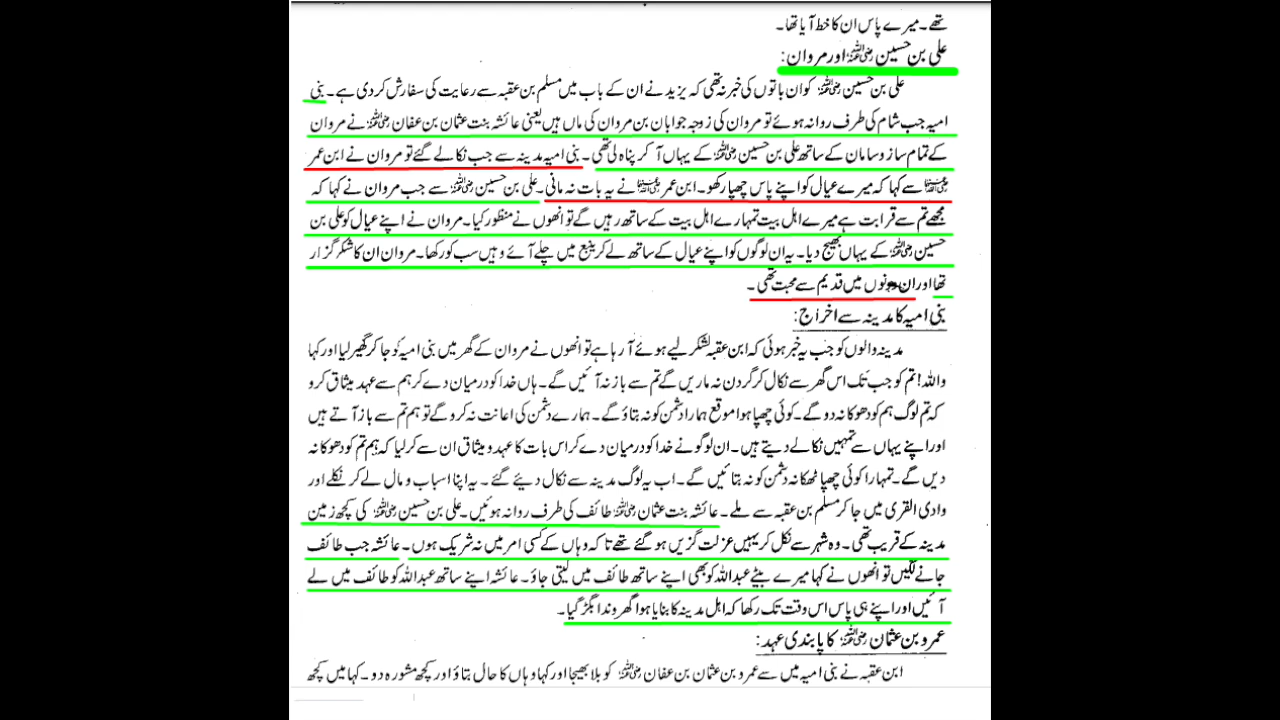 تھے۔ میرے پاس ان کا خط آیا تھا۔
علی بن حسین رضی اللہ عنہ اور مروان:
علی بن حسین رضی اللہ عنہ کو ان باتوں کی خبر نہ تھی کہ یزید نے ان کے باب میں مسلم بن عقبہ سے رعایت کی سفارش کر دی ہے۔ بنی
امیہ جب شام کی طرف روانہ ہوئے تو مروان کی زوجہ جو ابان بن مروان کی ماں ہیں یعنی عائشہ بنت عثمان بن عفان رضی اللہ عنہ نے مروان
کے تمام ساز و سامان کے ساتھ علی بن حسین رضی اللہ عنہ کے یہاں آ کر پناہ لی تھی۔ بنی امیہ مدینہ سے جب نکالے گئے تو مروان نے ابن عمر
رضی اللہ عنہ سے کہا کہ میرے عیال کو اپنے پاس چھپا رکھو۔ ابن عمر رضی اللہ عنہ نے یہ بات نہ مانی۔ علی بن حسین رضی اللہ عنہ سے جب مروان نے کہا کہ
مجھے تم سے قرابت ہے میرے اہل بیت تمہارے اہل بیت کے ساتھ رہیں گے تو انھوں نے منظور کیا۔ مروان نے اپنے عیال کو علی بن
حسین رضی اللہ عنہ کے یہاں بھیج دیا۔ یہ ان لوگوں کو اپنے عیال کے ساتھ لے کر ینبع میں چلے آئے وہیں سب کو رکھا۔ مروان ان کا شکر گزار
تھا اور ان دونوں میں قدیم سے محبت تھی۔
بنی امیہ کا مدینہ سے اخراج:
مدینہ والوں کو جب یہ خبر ہوئی کہ ابن عقبہ لشکر لیے ہوئے آ رہا ہے تو انھوں نے مروان کے گھر میں بنی امیہ کو جا کر گھیر لیا اور کہا
واللہ! تم کو جب تک اس گھر سے نکال کر گردن نہ ماریں گے تم سے باز نہ آئیں گے۔ ہاں خدا کو درمیان دے کر ہم سے عہد میثاق کرو
کہ تم لوگ ہم کو دھوکا نہ دو گے۔ کوئی چھپا ہوا موقع ہمارا دشمن کو نہ بتاؤ گے۔ ہمارے دشمن کی اعانت نہ کرو گے تو ہم تم سے باز آتے ہیں
اور اپنے یہاں سے تمہیں نکالے دیتے ہیں۔ ان لوگو نے خدا کو درمیان دے کر اس بات کا عہد و میثاق ان سے کر لیا کہ ہم تم کو دھوکا نہ
دیں گے۔ تمہارا کوئی چھپا ٹھکانہ دشمن کو نہ بتائیں گے۔ اب یہ لوگ مدینہ سے نکال دیئے گئے۔ یہ اپنا اسباب و مال لے کر نکلے اور
وادی القری میں جا کر مسلم بن عقبہ سے ملے۔ عائشہ بنت عثمان رضی اللہ عنہ طائف کی طرف روانہ ہوئیں۔ علی بن حسین رضی اللہ عنہ کی کچھ زمین
مدینہ کے قریب تھی۔ وہ شہر سے نکل کر یہیں عزلت گزیں ہو گئے تھے تا کہ وہاں کے کسی امر میں نہ شریک ہوں۔ عائشہ جب طائف
جانے لگیں تو انھوں نے کہا میرے بیٹے عبداللہ کو بھی اپنے ساتھ طائف میں لیتی جاؤ۔ عائشہ اپنے ساتھ عبداللہ کو طائف میں لے
آئیں اور اپنے ہی پاس اس وقت تک رکھا کہ اہل مدینہ کا بنایا ہوا گھروندا بگڑ گیا۔
عمرو بن عثمان رضی اللہ عنہ کا پابندی عہد:
ابن عقبہ نے بنی امیہ میں سے عمرو بن عثمان بن عفان رضی اللہ عنہ کو بلا بھیجا اور کہا وہاں کا حال بتاؤ اور کچھ مشورہ دو۔ کہا میں کچھ